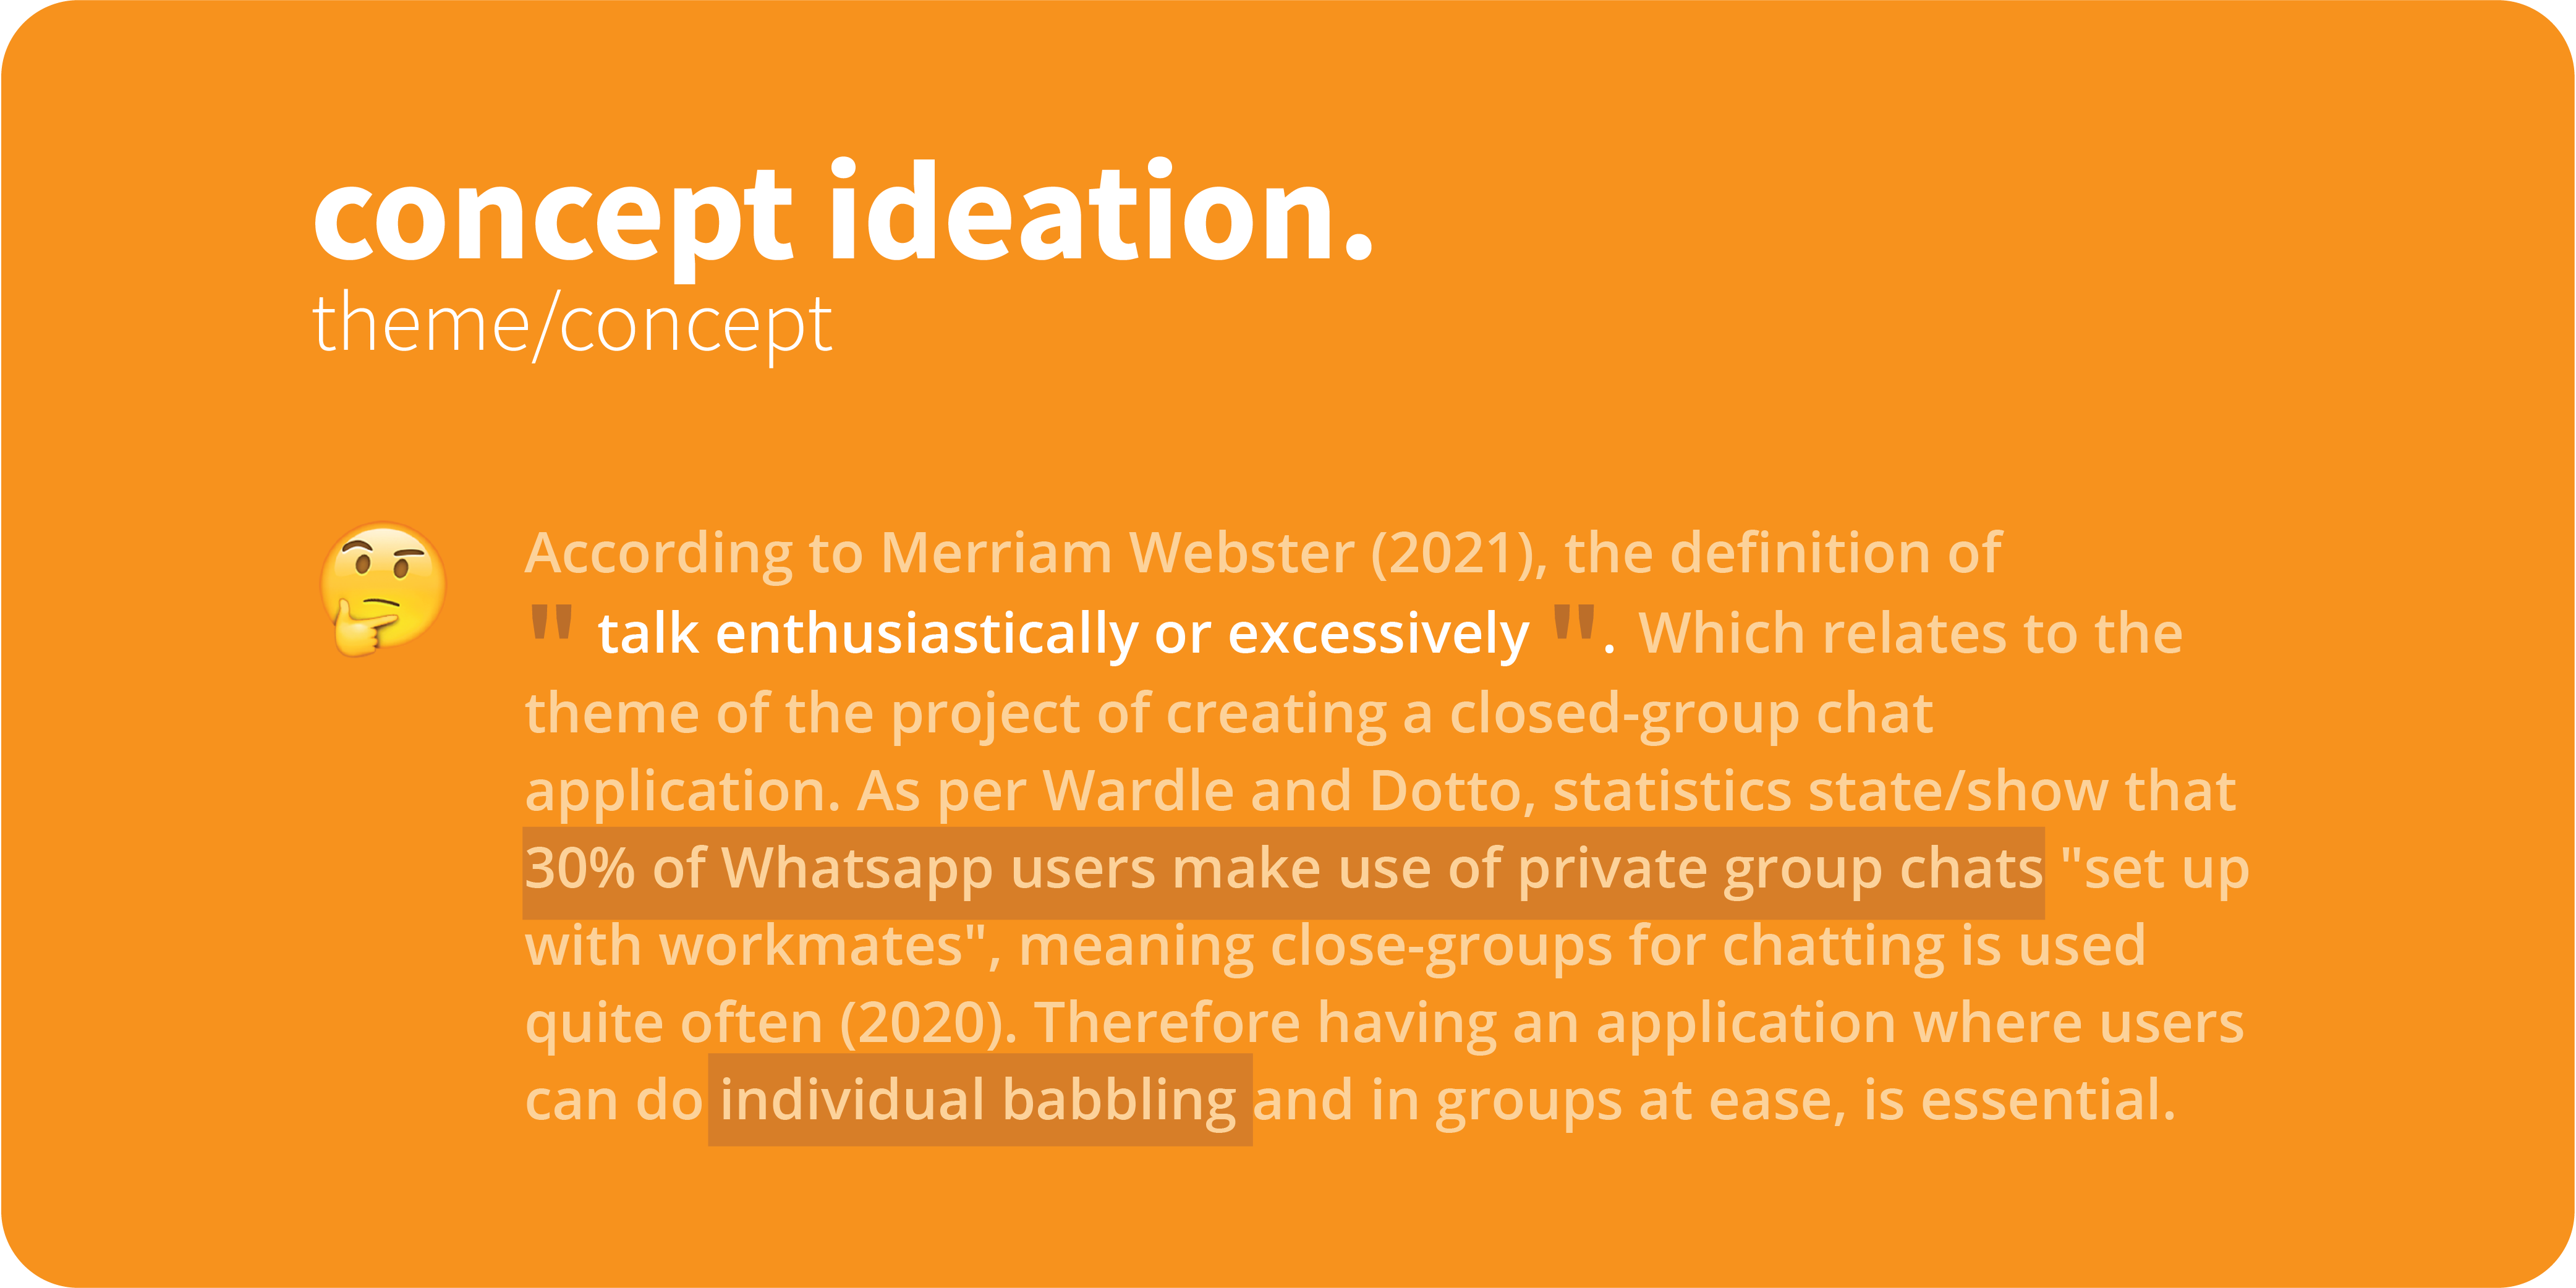 concept ideation.
theme/concept
According to Merriam Webster (2021), the definition of
" talk enthusiastically or excessively ". Which relates to the
theme of the project of creating a closed-group chat
application. As per Wardle and Dotto, statistics state/show that
30% of Whatsapp users make use of private group chats "set up
with workmates", meaning close-groups for chatting is used
quite often (2020). Therefore having an application where users
can do individual babbling and in groups at ease, is essential.